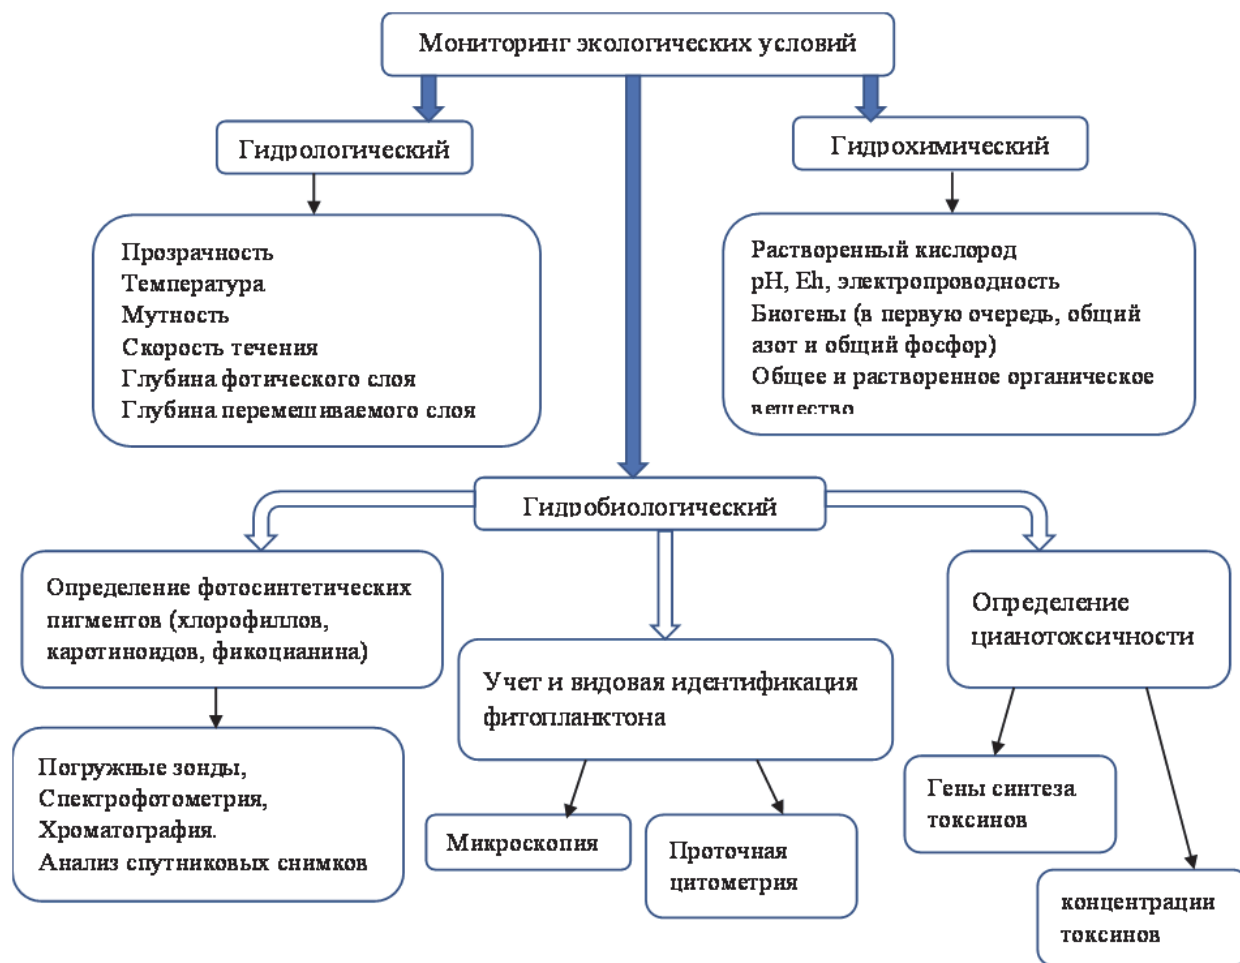 Мониторинг экологических условий
Гидрологический
Гидрохимический
Прозрачность
Температура
Мутность
Скорость течения
Глубина фотического слоя
Глубина перемешиваемого слоя
Растворенный кислород
pH, Eh, электропроводность
Биогены (в первую очередь, общий
азот и общий фосфор)
Общее и растворенное органическое
вещество
Гидробиологический
Определение фотосинтетических
пигментов (хлорофиллов,
каротиноидов, фикоцианина)
Учет и видовая идентификация
фитопланктона
Определение
цианотоксичности
Погружные зонды,
Спектрофотометрия,
Хроматография.
Анализ спутниковых снимков
Микроскопия
Проточная
цитометрия
Гены синтеза
токсинов
концентрации
токсинов